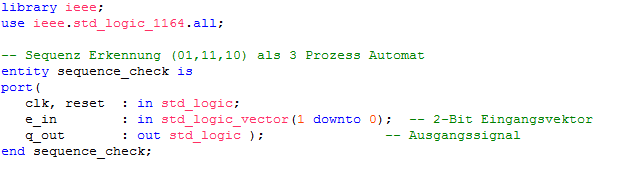 library ieee;
use ieee.std_logic_1164.all;
-- Sequenz Erkennung (01,11,10) als 3 Prozess Automat
entity sequence_check is
port(
clk, reset : in std_logic;
e_in : in std_logic_vector(1 downto 0); -- 2-Bit Eingangsvektor
q_out : out std_logic ); -- Ausgangssignal
end sequence_check;